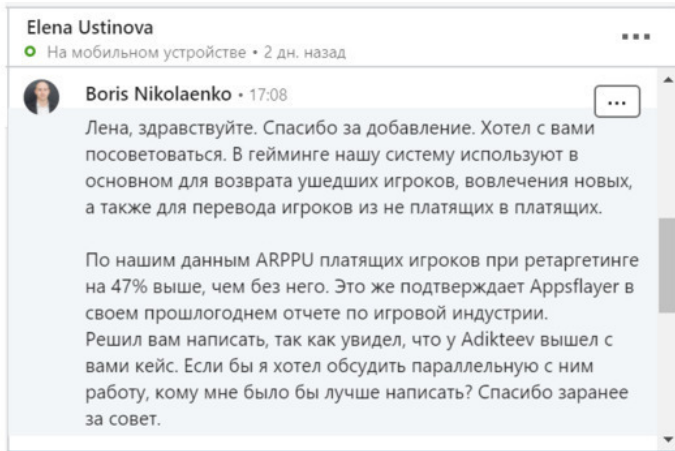 Elena Ustinova
На мобильном устройстве • 2 дн. назад
Boris Nikolaenko • 17:08
Лена, здравствуйте. Спасибо за добавление. Хотел с вами
посоветоваться. В гейминге нашу систему используют в
основном для возврата ушедших игроков, вовлечения новых,
а также для перевода игроков из не платящих в платящих.
По нашим данным ARPPU платящих игроков при ретаргетинге
на 47% выше, чем без него. Это же подтверждает Appsflayer в
своем прошлогоднем отчете по игровой индустрии.
Решил вам написать, так как увидел, что у Adikteev вышел с
вами кейс. Если бы я хотел обсудить параллельную с ним
работу, кому мне было бы лучше написать? Спасибо заранее
за совет.